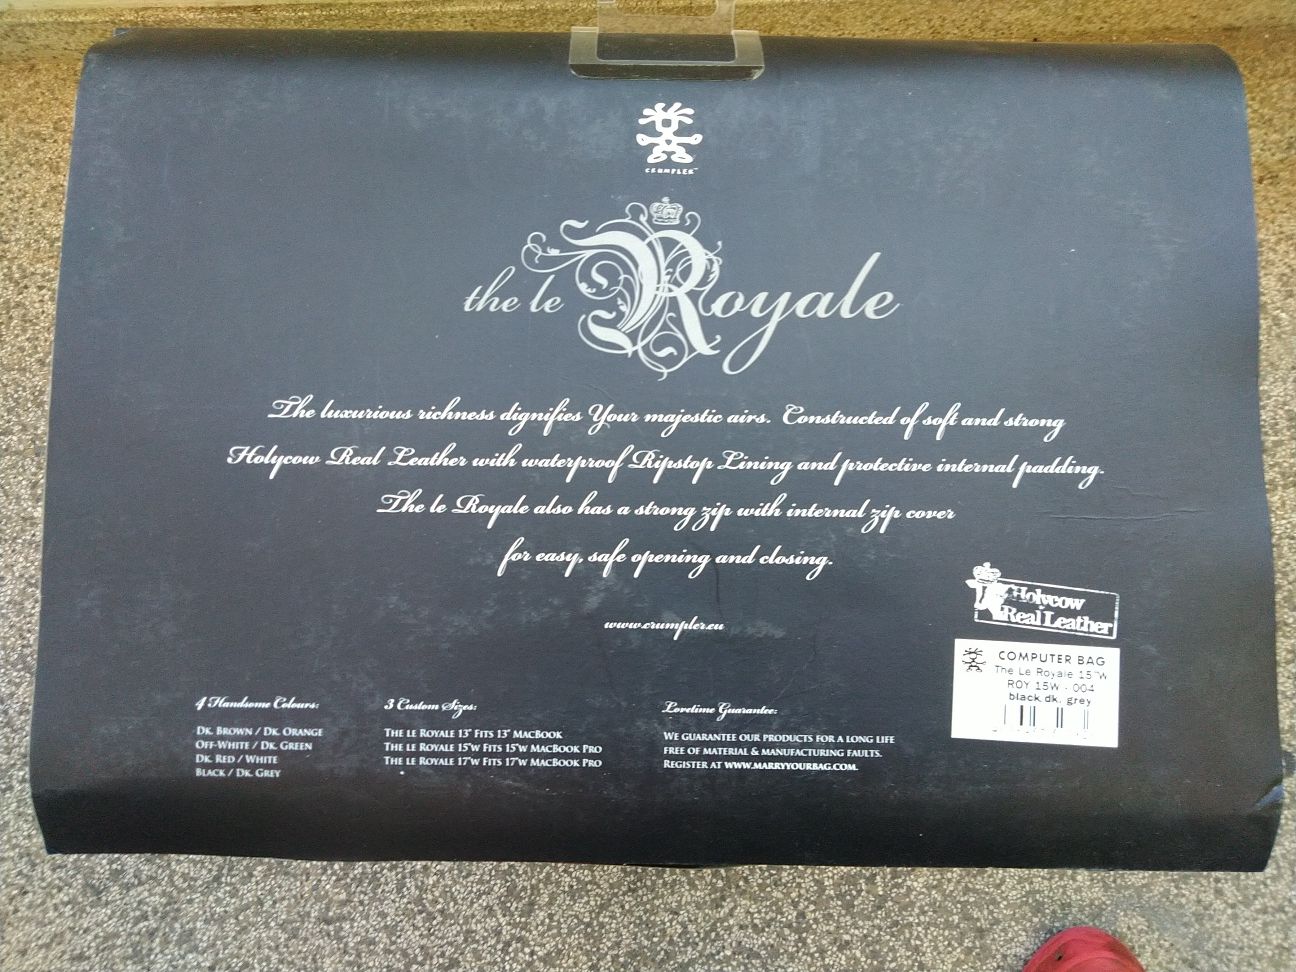 CRUMPLER™
the le Royale
The luxurious richness dignifies Your majestic airs. Constructed of soft and strong
Holycow Real Leather with waterproof Ripstop Lining and protective internal padding.
The le Royale also has a strong zip with internal zip cover
for easy, safe opening and closing.
www.crumpler.eu
Holycow
Real Leather
COMPUTER BAG
The Le Royale 15"W
ROY 15W - 004
black.dk. grey
4 Handsome Colours:
Dk. Brown / Dk. Orange
Off-White / Dk. Green
Dk. Red / White
Black / Dk. Grey
3 Custom Sizes:
The le Royale 13" Fits 13" MacBook
The le Royale 15"w Fits 15"w MacBook Pro
The le Royale 17"w Fits 17"w MacBook Pro
Lovetime Guarantee:
We guarantee our products for a long life
free of material & manufacturing faults.
Register at www.marryyourbag.com.